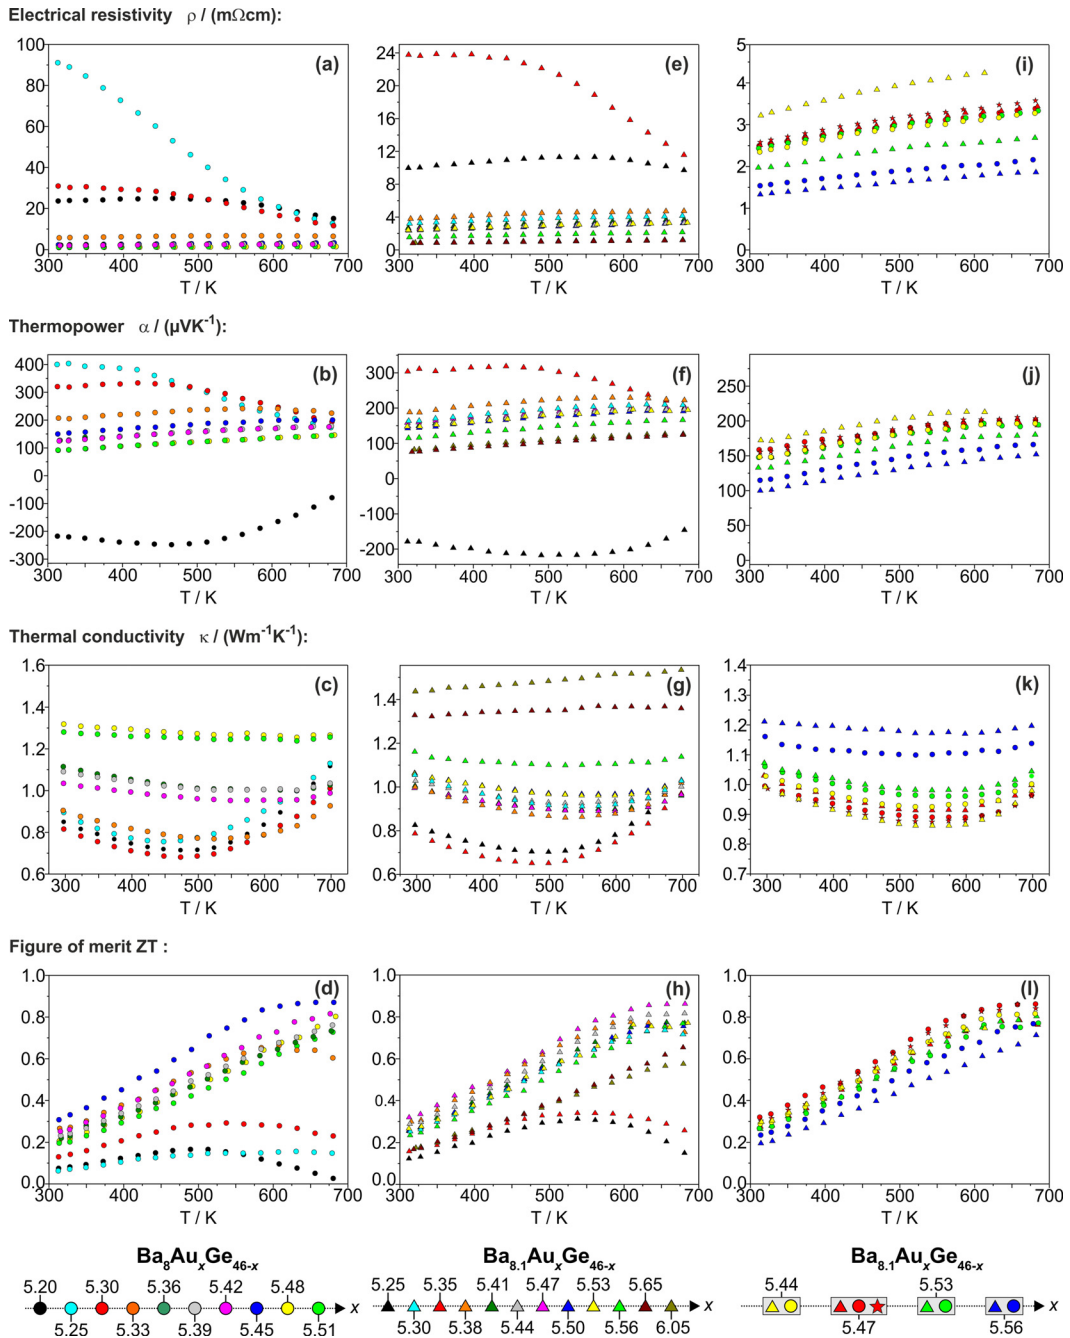 Electrical resistivity ρ / (mΩcm):
100
80
60
40
20
0
(a)
300 400 500 600 700
T / K
24
20
16
12
8
4
0
(e)
300 400 500 600 700
T / K
5
4
3
2
1
(i)
300 400 500 600 700
T / K
Thermopower α / (µVK⁻¹):
400
300
200
100
0
-100
-200
-300
(b)
300 400 500 600 700
T / K
300
200
100
0
-100
-200
(f)
300 400 500 600 700
T / K
250
200
150
100
50
0
(j)
300 400 500 600 700
T / K
Thermal conductivity κ / (Wm⁻¹K⁻¹):
1.6
1.4
1.2
1.0
0.8
0.6
(c)
300 400 500 600 700
T / K
1.4
1.2
1.0
0.8
0.6
(g)
300 400 500 600 700
T / K
1.4
1.3
1.2
1.1
1.0
0.9
0.8
0.7
(k)
300 400 500 600 700
T / K
Figure of merit ZT :
1.0
0.8
0.6
0.4
0.2
0.0
(d)
300 400 500 600 700
T / K
1.0
0.8
0.6
0.4
0.2
0.0
(h)
300 400 500 600 700
T / K
1.0
0.8
0.6
0.4
0.2
0.0
(l)
300 400 500 600 700
T / K
Ba₈AuₓGe₄₆₋ₓ
5.20 5.30 5.36 5.42 5.48
x
5.25 5.33 5.39 5.45 5.51
Ba₈.₁AuₓGe₄₆₋ₓ
5.25 5.35 5.41 5.47 5.53 5.65
x
5.30 5.38 5.44 5.50 5.56 6.05
Ba₈.₁AuₓGe₄₆₋ₓ
5.44 5.53
x
5.47 5.56